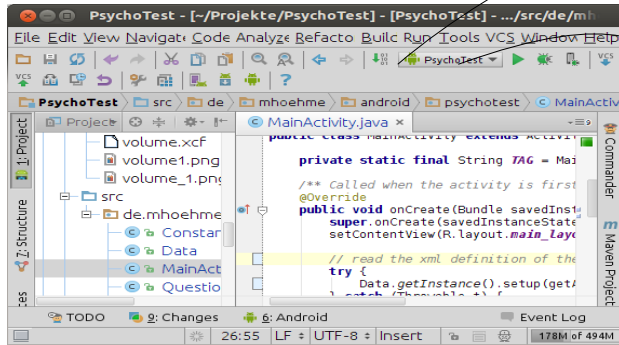 PsychoTest - [~/Projekte/PsychoTest] - [PsychoTest] - .../src/de/mh
File Edit View Navigate Code Analyze Refacto Build Run Tools VCS Window Help
PsychoTest
VCS
VCS
?
PsychoTest src de mhoehme android psychotest MainActiv
Project
MainActivity.java ×
1: Project
Z: Structure
volume.xcf
volume1.png
volume_1.png
src
de.mhoehme
Constar
Data
MainAct
Questio
public class MainActivity extends Activi
private static final String TAG = Mai
/** Called when the activity is first
@Override
public void onCreate(Bundle savedInst
super.onCreate(savedInstanceState
setContentView(R.layout.main_layo
// read the xml definition of the
try {
Data.getInstance().setup(getA
} catch (Throwable t) {
Commander
m Maven Project
TODO 9: Changes 6: Android Event Log
26:55 LF UTF-8 Insert 178M of 494M